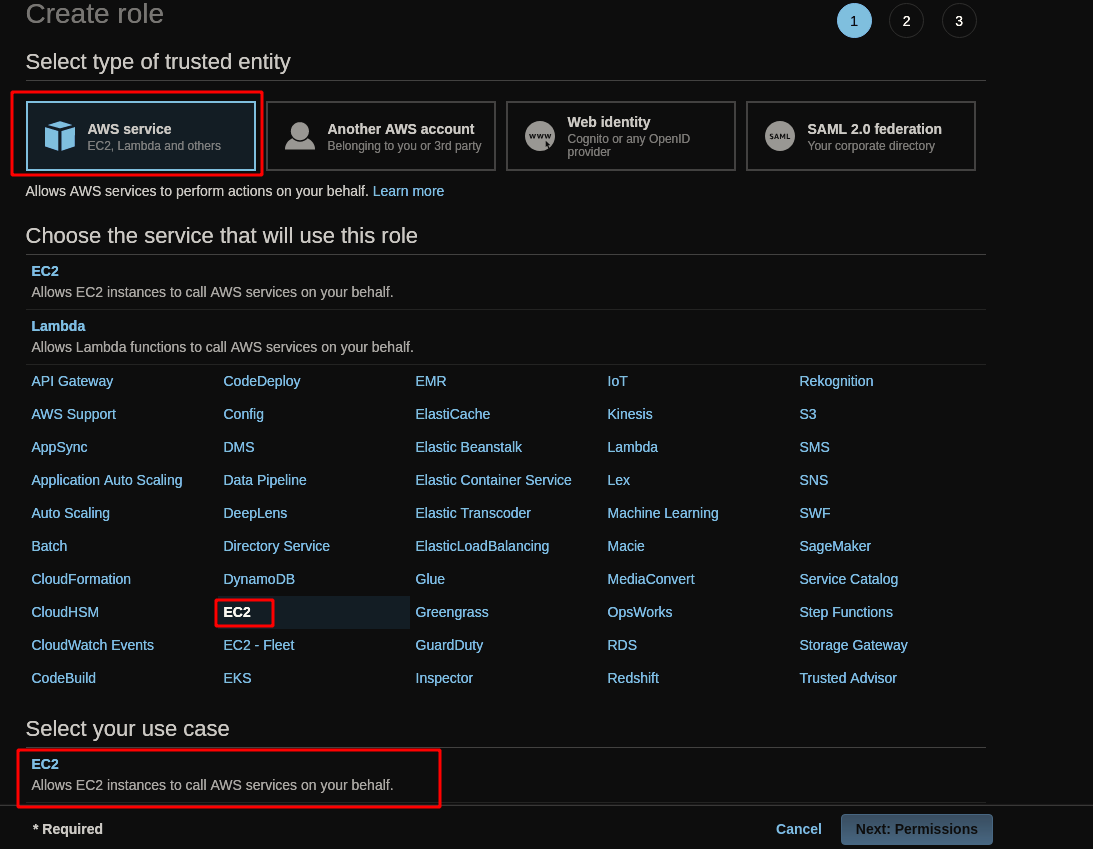 Create role
1 2 3
Select type of trusted entity
AWS service
EC2, Lambda and others
Another AWS account
Belonging to you or 3rd party
www
Web identity
Cognito or any OpenID
provider
SAML
SAML 2.0 federation
Your corporate directory
Allows AWS services to perform actions on your behalf. Learn more
Choose the service that will use this role
EC2
Allows EC2 instances to call AWS services on your behalf.
Lambda
Allows Lambda functions to call AWS services on your behalf.
API Gateway CodeDeploy EMR IoT Rekognition
AWS Support Config ElastiCache Kinesis S3
AppSync DMS Elastic Beanstalk Lambda SMS
Application Auto Scaling Data Pipeline Elastic Container Service Lex SNS
Auto Scaling DeepLens Elastic Transcoder Machine Learning SWF
Batch Directory Service ElasticLoadBalancing Macie SageMaker
CloudFormation DynamoDB Glue MediaConvert Service Catalog
CloudHSM EC2 Greengrass OpsWorks Step Functions
CloudWatch Events EC2 - Fleet GuardDuty RDS Storage Gateway
CodeBuild EKS Inspector Redshift Trusted Advisor
Select your use case
EC2
Allows EC2 instances to call AWS services on your behalf.
* Required Cancel Next: Permissions